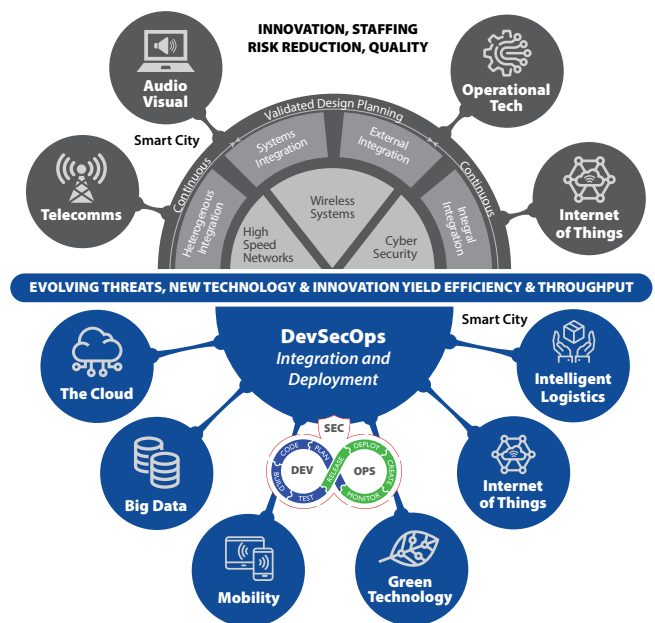 INNOVATION, STAFFING
RISK REDUCTION, QUALITY
Audio
Visual
Operational
Tech
Smart City
Telecomms
Internet
of Things
Validated Design Planning
Continuous
Continuous
Heterogenous
Integration
Systems
Integration
External
Integration
Integral
Integration
High
Speed
Networks
Wireless
Systems
Cyber
Security
EVOLVING THREATS, NEW TECHNOLOGY & INNOVATION YIELD EFFICIENCY & THROUGHPUT
Smart City
DevSecOps
Integration and
Deployment
The Cloud
Intelligent
Logistics
Big Data
Internet
of Things
SEC
DEV
OPS
CODE
PLAN
BUILD
TEST
RELEASE
DEPLOY
CREATE
MONITOR
Mobility
Green
Technology